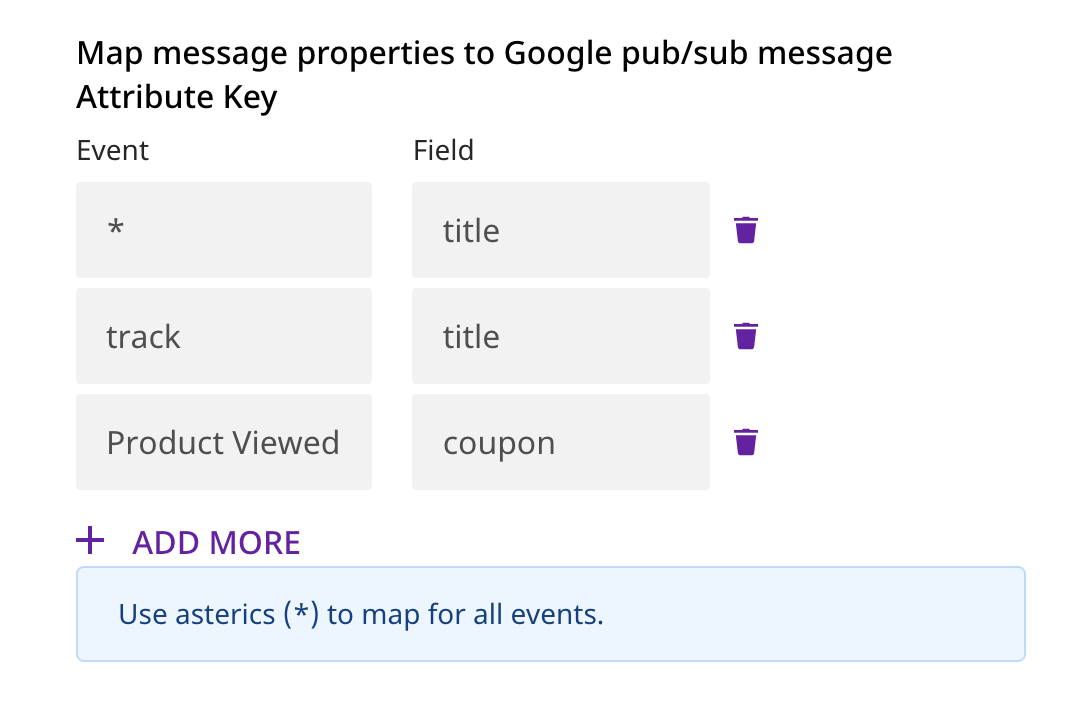 Map message properties to Google pub/sub message
Attribute Key
Event Field
* title
track title
Product Viewed coupon
ADD MORE
Use asterics (*) to map for all events.